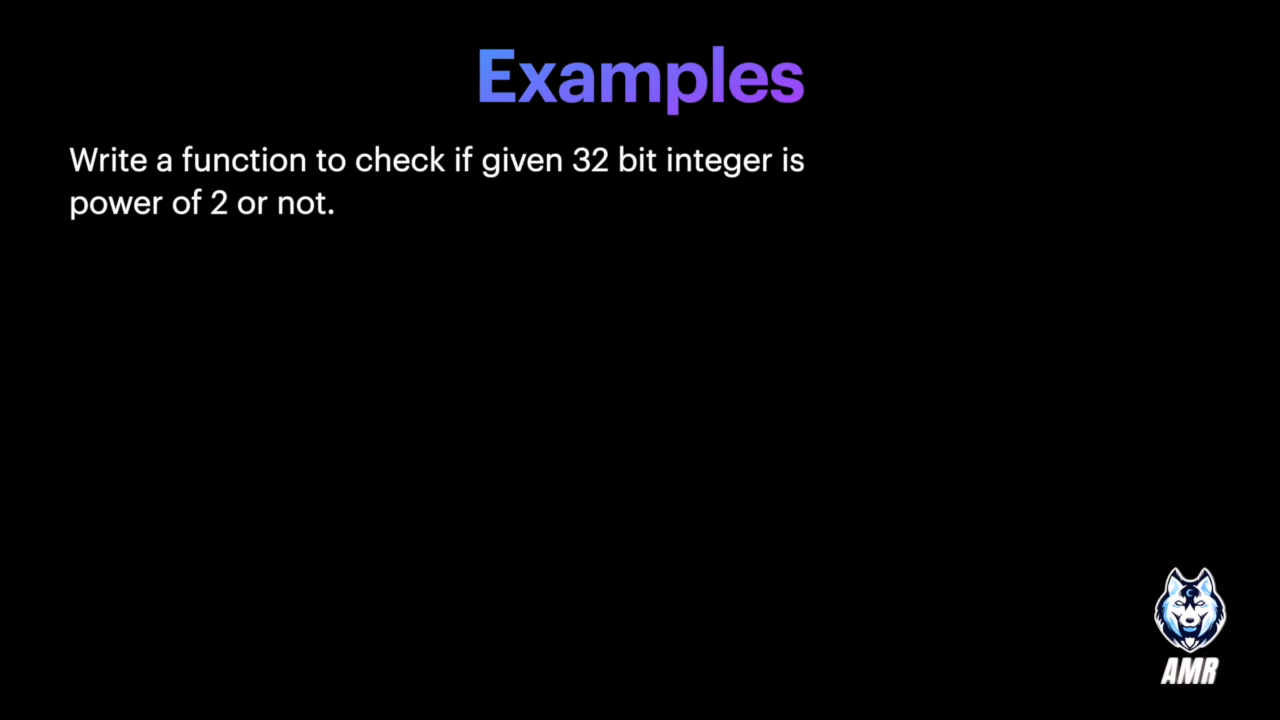 Examples
Write a function to check if given 32 bit integer is
power of 2 or not.
AMR